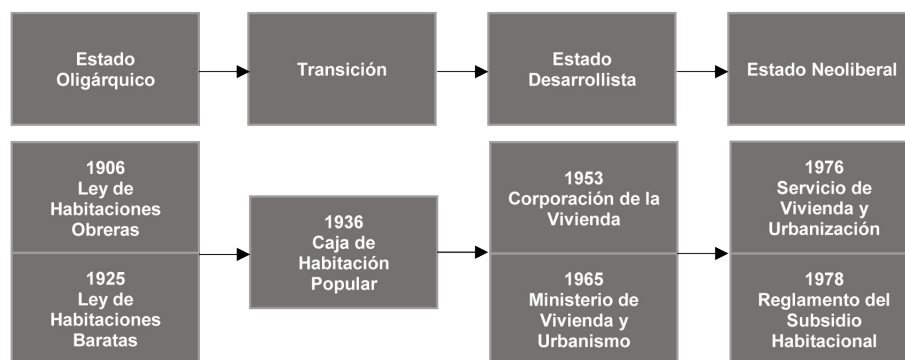 Estado
Oligárquico
Transición
Estado
Desarrollista
Estado Neoliberal
1906
Ley de
Habitaciones
Obreras
1925
Ley de
Habitaciones
Baratas
1936
Caja de
Habitación
Popular
1953
Corporación de la
Vivienda
1965
Ministerio de
Vivienda y
Urbanismo
1976
Servicio de
Vivienda y
Urbanización
1978
Reglamento del
Subsidio
Habitacional